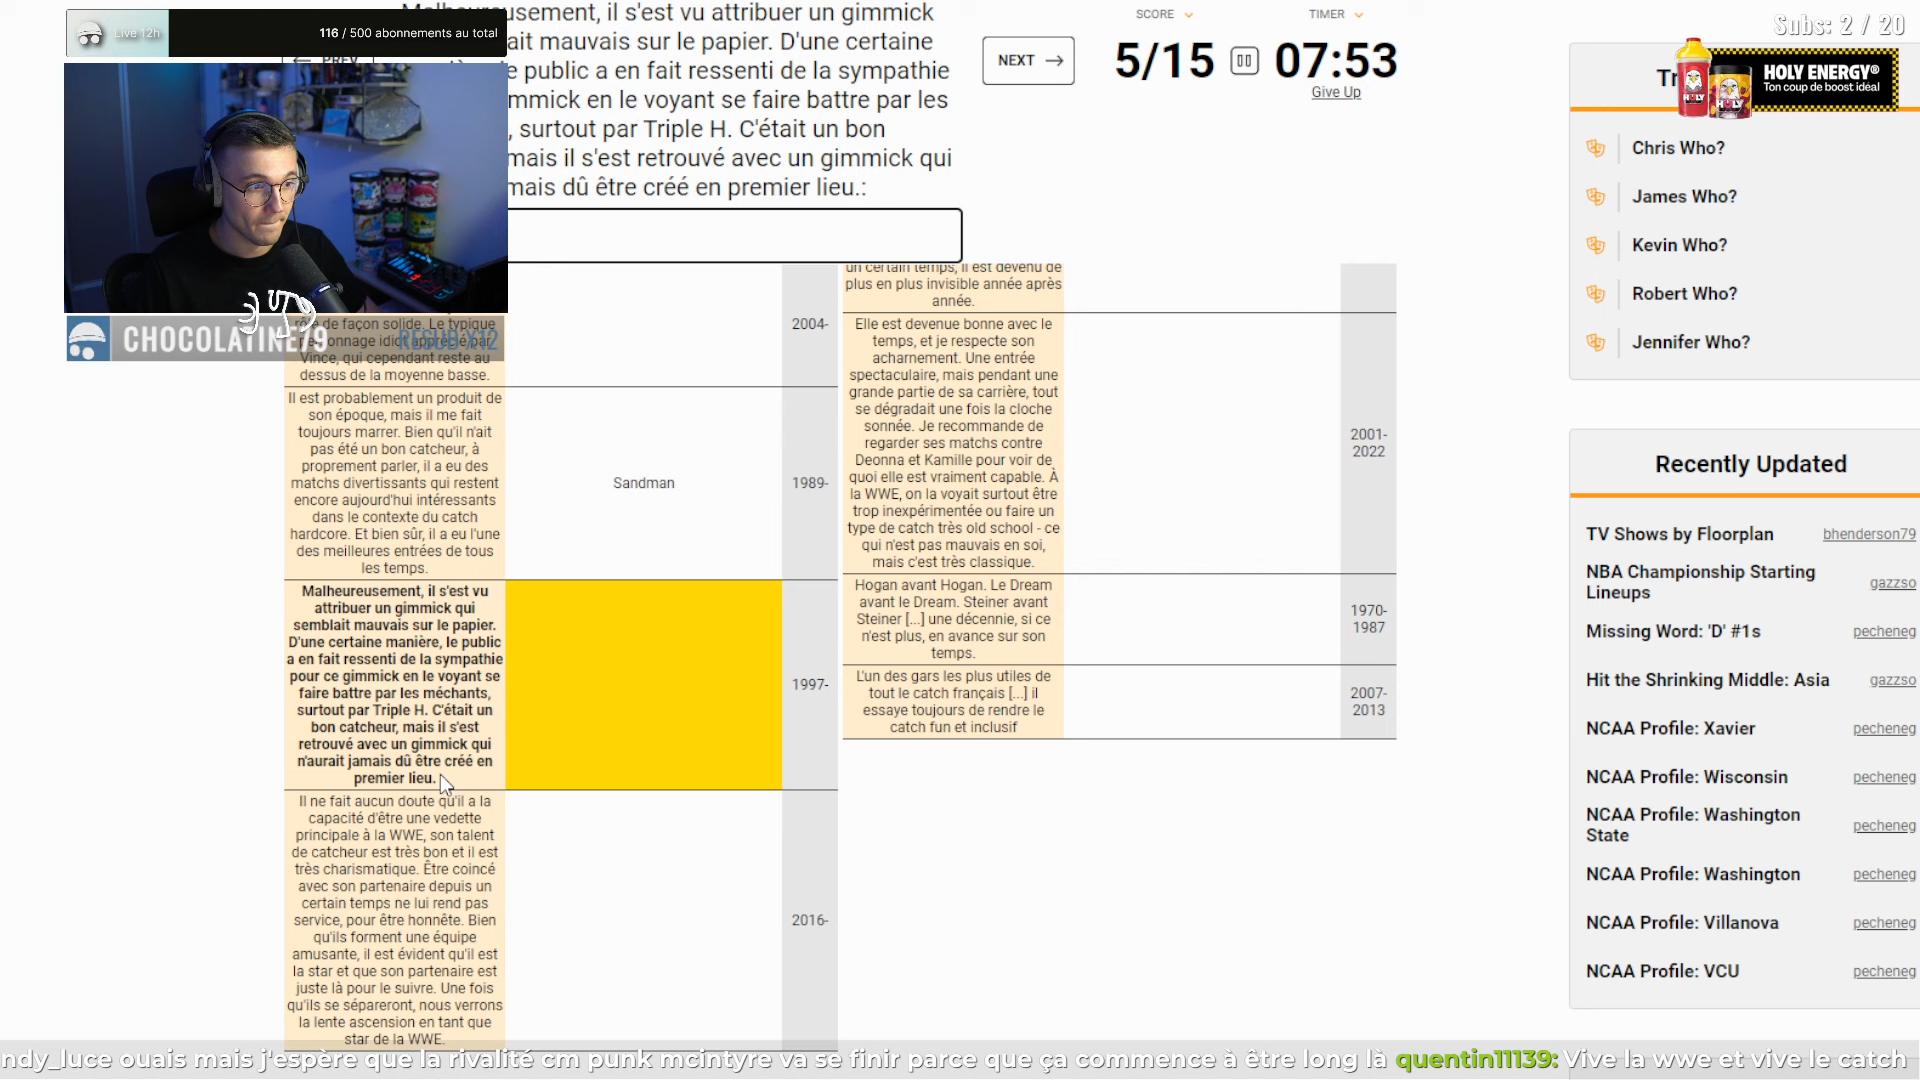 Live 12h
116 / 500 abonnements au total
← PREV
Malheureusement, il s'est vu attribuer un gimmick
ait mauvais sur le papier. D'une certaine
e public a en fait ressenti de la sympathie
mmick en le voyant se faire battre par les
, surtout par Triple H. C'était un bon
mais il s'est retrouvé avec un gimmick qui
mais dû être créé en premier lieu.:
NEXT →
SCORE
5/15
TIMER
07:53
Give Up
Subs: 2 / 20
HOLY ENERGY®
Ton coup de boost idéal
HOLY
HOLY
Tr
Chris Who?
James Who?
Kevin Who?
Robert Who?
Jennifer Who?
CHOCOLATINE79
RESUB X12
rôle de façon solide. Le typique
personnage idiot apprécié par
Vince, qui cependant reste au
dessus de la moyenne basse.
2004-
Il est probablement un produit de
son époque, mais il me fait
toujours marrer. Bien qu'il n'ait
pas été un bon catcheur, à
proprement parler, il a eu des
matchs divertissants qui restent
encore aujourd'hui intéressants
dans le contexte du catch
hardcore. Et bien sûr, il a eu l'une
des meilleures entrées de tous
les temps.
Sandman
1989-
Malheureusement, il s'est vu
attribuer un gimmick qui
semblait mauvais sur le papier.
D'une certaine manière, le public
a en fait ressenti de la sympathie
pour ce gimmick en le voyant se
faire battre par les méchants,
surtout par Triple H. C'était un
bon catcheur, mais il s'est
retrouvé avec un gimmick qui
n'aurait jamais dû être créé en
premier lieu.
1997-
Il ne fait aucun doute qu'il a la
capacité d'être une vedette
principale à la WWE, son talent
de catcheur est très bon et il est
très charismatique. Être coincé
avec son partenaire depuis un
certain temps ne lui rend pas
service, pour être honnête. Bien
qu'ils forment une équipe
amusante, il est évident qu'il est
la star et que son partenaire est
juste là pour le suivre. Une fois
qu'ils se sépareront, nous verrons
la lente ascension en tant que
star de la WWE.
2016-
un certain temps, il est devenu de
plus en plus invisible année après
année.
Elle est devenue bonne avec le
temps, et je respecte son
acharnement. Une entrée
spectaculaire, mais pendant une
grande partie de sa carrière, tout
se dégradait une fois la cloche
sonnée. Je recommande de
regarder ses matchs contre
Deonna et Kamille pour voir de
quoi elle est vraiment capable. À
la WWE, on la voyait surtout être
trop inexpérimentée ou faire un
type de catch très old school - ce
qui n'est pas mauvais en soi,
mais c'est très classique.
2001-
2022
Hogan avant Hogan. Le Dream
avant le Dream. Steiner avant
Steiner [...] une décennie, si ce
n'est plus, en avance sur son
temps.
1970-
1987
L'un des gars les plus utiles de
tout le catch français [...] il
essaye toujours de rendre le
catch fun et inclusif
2007-
2013
Recently Updated
TV Shows by Floorplan bhenderson79
NBA Championship Starting
Lineups gazzso
Missing Word: 'D' #1s pecheneg
Hit the Shrinking Middle: Asia gazzso
NCAA Profile: Xavier pecheneg
NCAA Profile: Wisconsin pecheneg
NCAA Profile: Washington
State pecheneg
NCAA Profile: Washington pecheneg
NCAA Profile: Villanova pecheneg
NCAA Profile: VCU pecheneg
ndy_luce ouais mais j'espère que la rivalité cm punk mcintyre va se finir parce que ça commence à être long là quentin11139: Vive la wwe et vive le catch